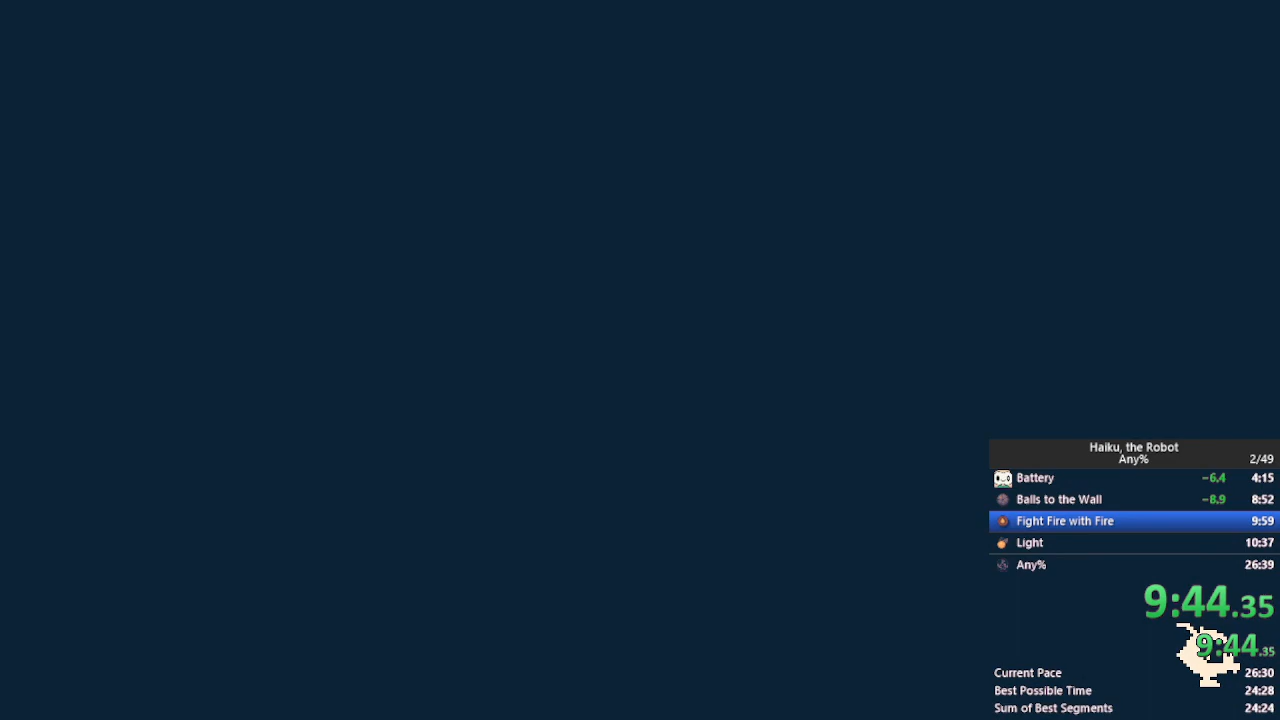 Haiku, the Robot
Any% 2/49
Battery −6.4 4:15
Balls to the Wall −8.9 8:52
Fight Fire with Fire 9:59
Light 10:37
Any% 26:39
9:44.35
9:44.35
Current Pace 26:30
Best Possible Time 24:28
Sum of Best Segments 24:24